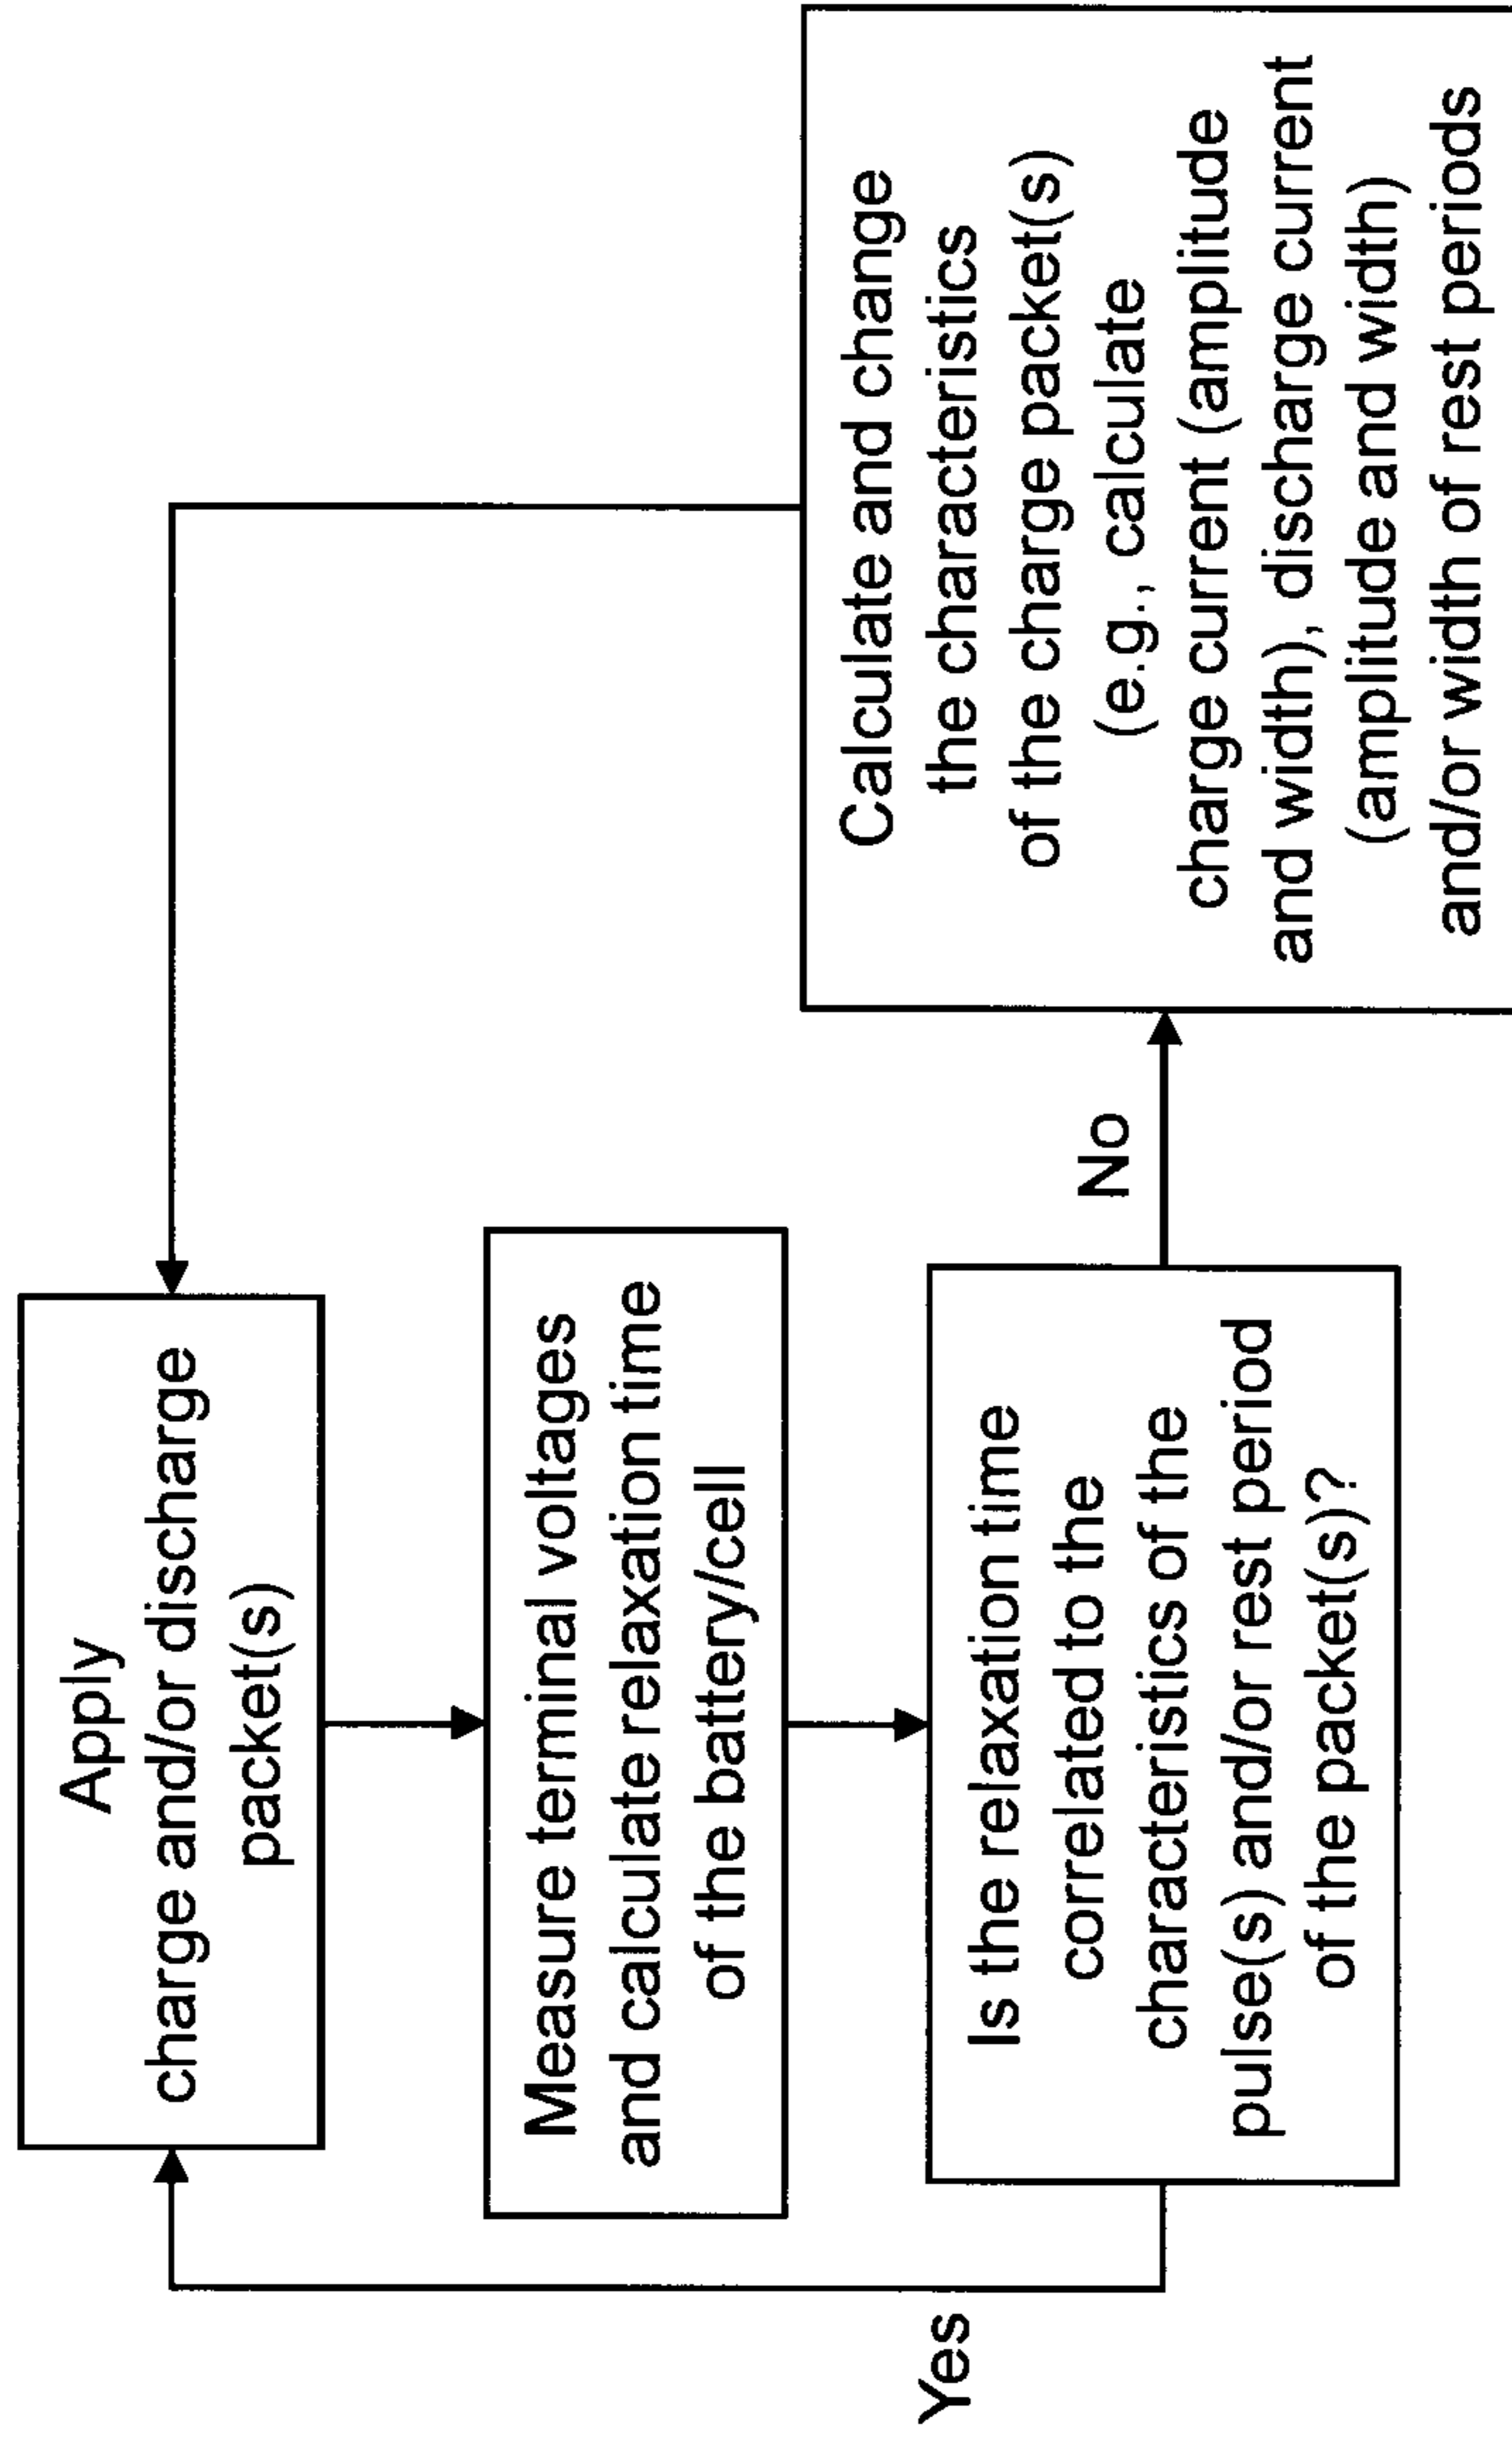 Apply
charge and/or discharge
packet(s)
Measure terminal voltages
and calculate relaxation time
of the battery/cell
Is the relaxation time
correlated to the
characteristics of the
pulse(s) and/or rest period
of the packet(s)?
Yes
No
Calculate and change
the characteristics
of the charge packet(s)
(e.g., calculate
charge current (amplitude
and width), discharge current
(amplitude and width)
and/or width of rest periods